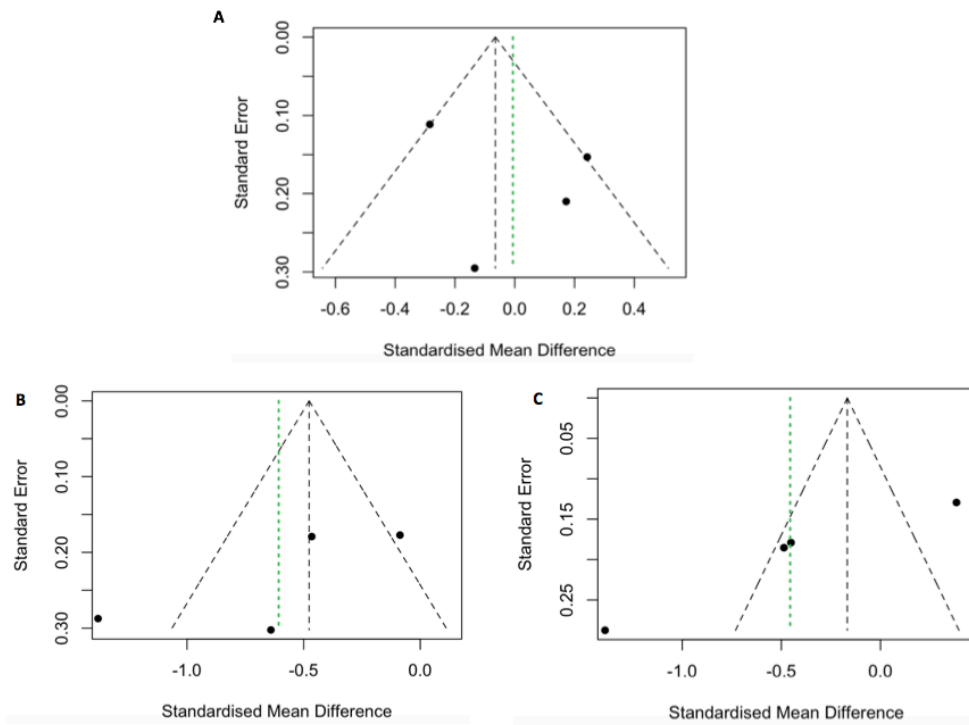 A
Standard Error
0.00
0.10
0.20
0.30
-0.6 -0.4 -0.2 0.0 0.2 0.4
Standardised Mean Difference
B
Standard Error
0.00
0.10
0.20
0.30
-1.0 -0.5 0.0
Standardised Mean Difference
C
Standard Error
0.05
0.15
0.25
-1.0 -0.5 0.0
Standardised Mean Difference